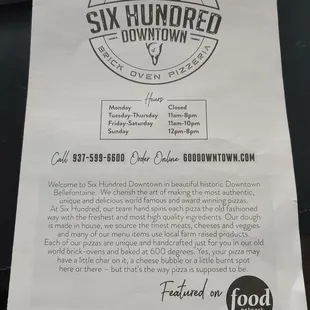 SIX HUNDRED
DOWNTOWN
BRICK OVEN PIZZERIA
Hours
Monday Closed
Tuesday-Thursday 11am-8pm
Friday-Saturday 11am-10pm
Sunday 12pm-8pm
Call 937-599-6600 Order Online 600DOWNTOWN.COM
Welcome to Six Hundred Downtown in beautiful historic Downtown
Bellefontaine. We cherish the art of making the most authentic,
unique and delicious world famous and award winning pizzas.
At Six Hundred, our team hand spins each pizza the old fashioned
way with the freshest and most high quality ingredients. Our dough
is made in house, we source the finest meats, cheeses and veggies
and many of our menu items use local farm raised products.
Each of our pizzas are unique and handcrafted just for you in our old
world brick-ovens and baked at 600 degrees. Yes, your pizza may
have a little char on it, a cheese bubble or a little burnt spot
here or there – but that's the way pizza is supposed to be.
Featured on
food
network